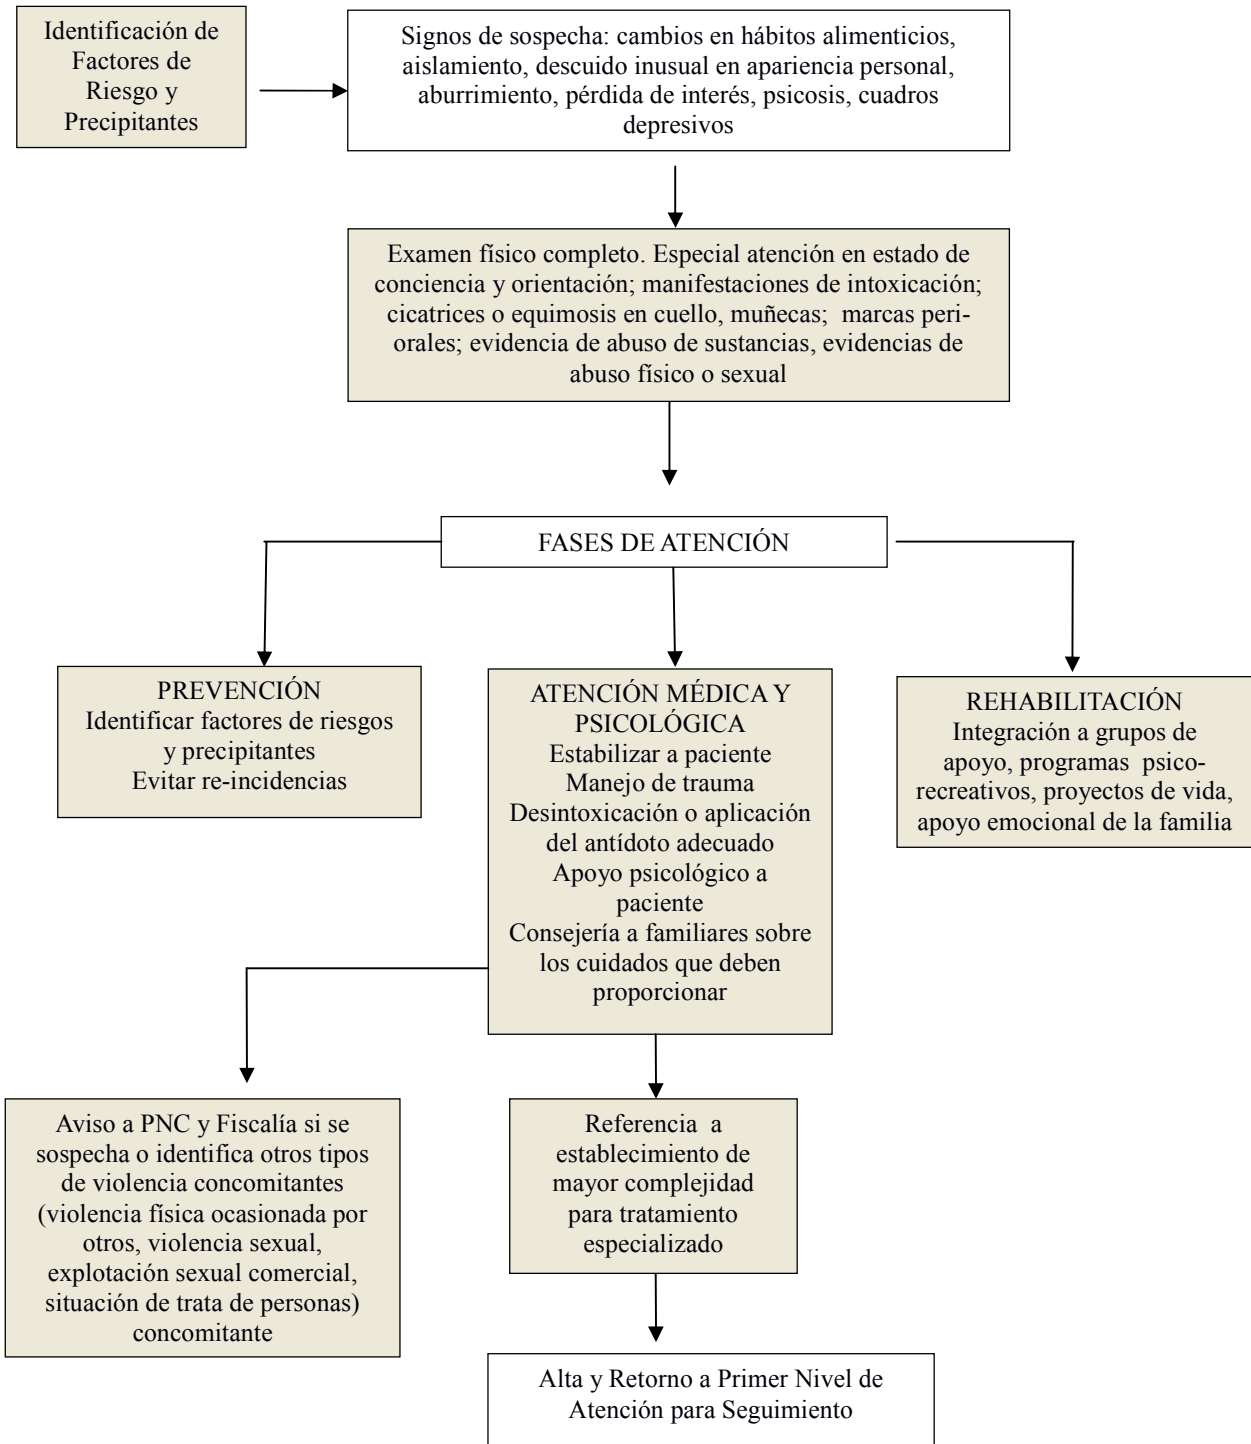 Identificación de
Factores de
Riesgo y
Precipitantes
Signos de sospecha: cambios en hábitos alimenticios,
aislamiento, descuido inusual en apariencia personal,
aburrimiento, pérdida de interés, psicosis, cuadros
depresivos
Examen físico completo. Especial atención en estado de
conciencia y orientación; manifestaciones de intoxicación;
cicatrices o equimosis en cuello, muñecas; marcas peri-
orales; evidencia de abuso de sustancias, evidencias de
abuso físico o sexual
FASES DE ATENCIÓN
PREVENCIÓN
Identificar factores de riesgos
y precipitantes
Evitar re-incidencias
ATENCIÓN MÉDICA Y
PSICOLÓGICA
Estabilizar a paciente
Manejo de trauma
Desintoxicación o aplicación
del antídoto adecuado
Apoyo psicológico a
paciente
Consejería a familiares sobre
los cuidados que deben
proporcionar
REHABILITACIÓN
Integración a grupos de
apoyo, programas psico-
recreativos, proyectos de vida,
apoyo emocional de la familia
Aviso a PNC y Fiscalía si se
sospecha o identifica otros tipos
de violencia concomitantes
(violencia física ocasionada por
otros, violencia sexual,
explotación sexual comercial,
situación de trata de personas)
concomitante
Referencia a
establecimiento de
mayor complejidad
para tratamiento
especializado
Alta y Retorno a Primer Nivel de
Atención para Seguimiento